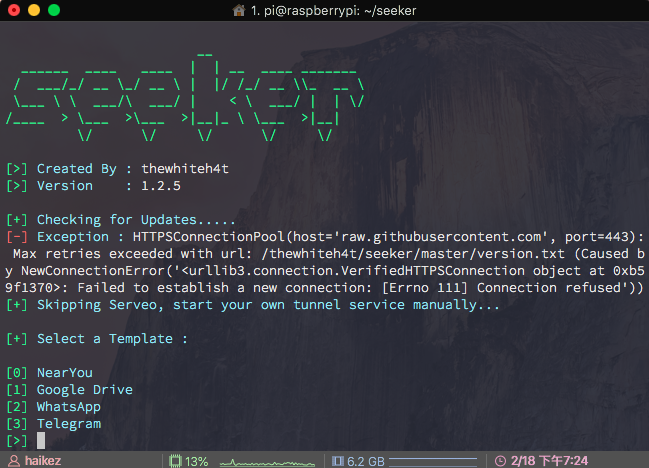 1. pi@raspberrypi: ~/seeker
seeker
[>] Created By : thewhiteh4t
[>] Version    : 1.2.5
[+] Checking for Updates.....
[-] Exception : HTTPSConnectionPool(host='raw.githubusercontent.com', port=443):
 Max retries exceeded with url: /thewhiteh4t/seeker/master/version.txt (Caused b
y NewConnectionError('<urllib3.connection.VerifiedHTTPSConnection object at 0xb5
9f1370>: Failed to establish a new connection: [Errno 111] Connection refused'))
[+] Skipping Serveo, start your own tunnel service manually...
[+] Select a Template :
[0] NearYou
[1] Google Drive
[2] WhatsApp
[3] Telegram
[>]
haikez 13% 6.2 GB 2/18 下午7:24